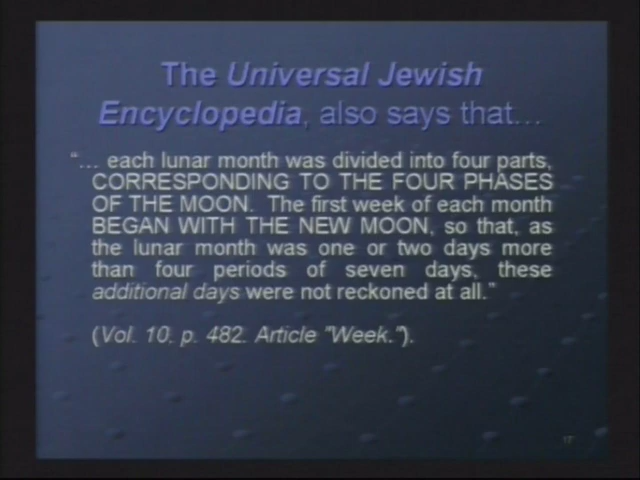 The Universal Jewish
Encyclopedia, also says that…
“… each lunar month was divided into four parts,
CORRESPONDING TO THE FOUR PHASES
OF THE MOON.  The first week of each month
BEGAN WITH THE NEW MOON, so that, as
the lunar month was one or two days more
than four periods of seven days, these
additional days were not reckoned at all.”
(Vol. 10. p. 482. Article "Week.").
17